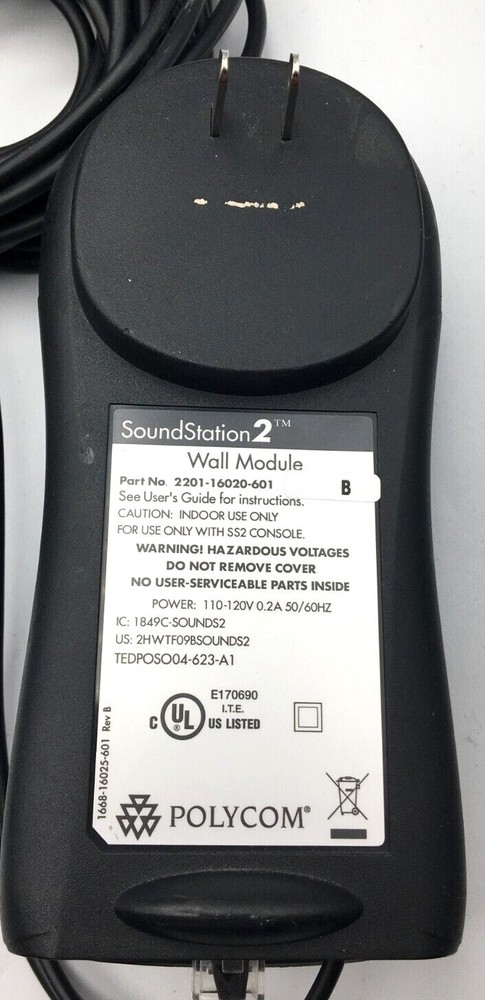 SoundStation2™
Wall Module
Part No. 2201-16020-601 B
See User's Guide for instructions.
CAUTION: INDOOR USE ONLY
FOR USE ONLY WITH SS2 CONSOLE.
WARNING! HAZARDOUS VOLTAGES
DO NOT REMOVE COVER
NO USER-SERVICEABLE PARTS INSIDE
POWER: 110-120V 0.2A 50/60HZ
IC: 1849C-SOUNDS2
US: 2HWTF09BSOUNDS2
TEDPOSO04-623-A1
E170690
I.T.E.
C UL US LISTED
1668-16025-601 Rev B
POLYCOM®